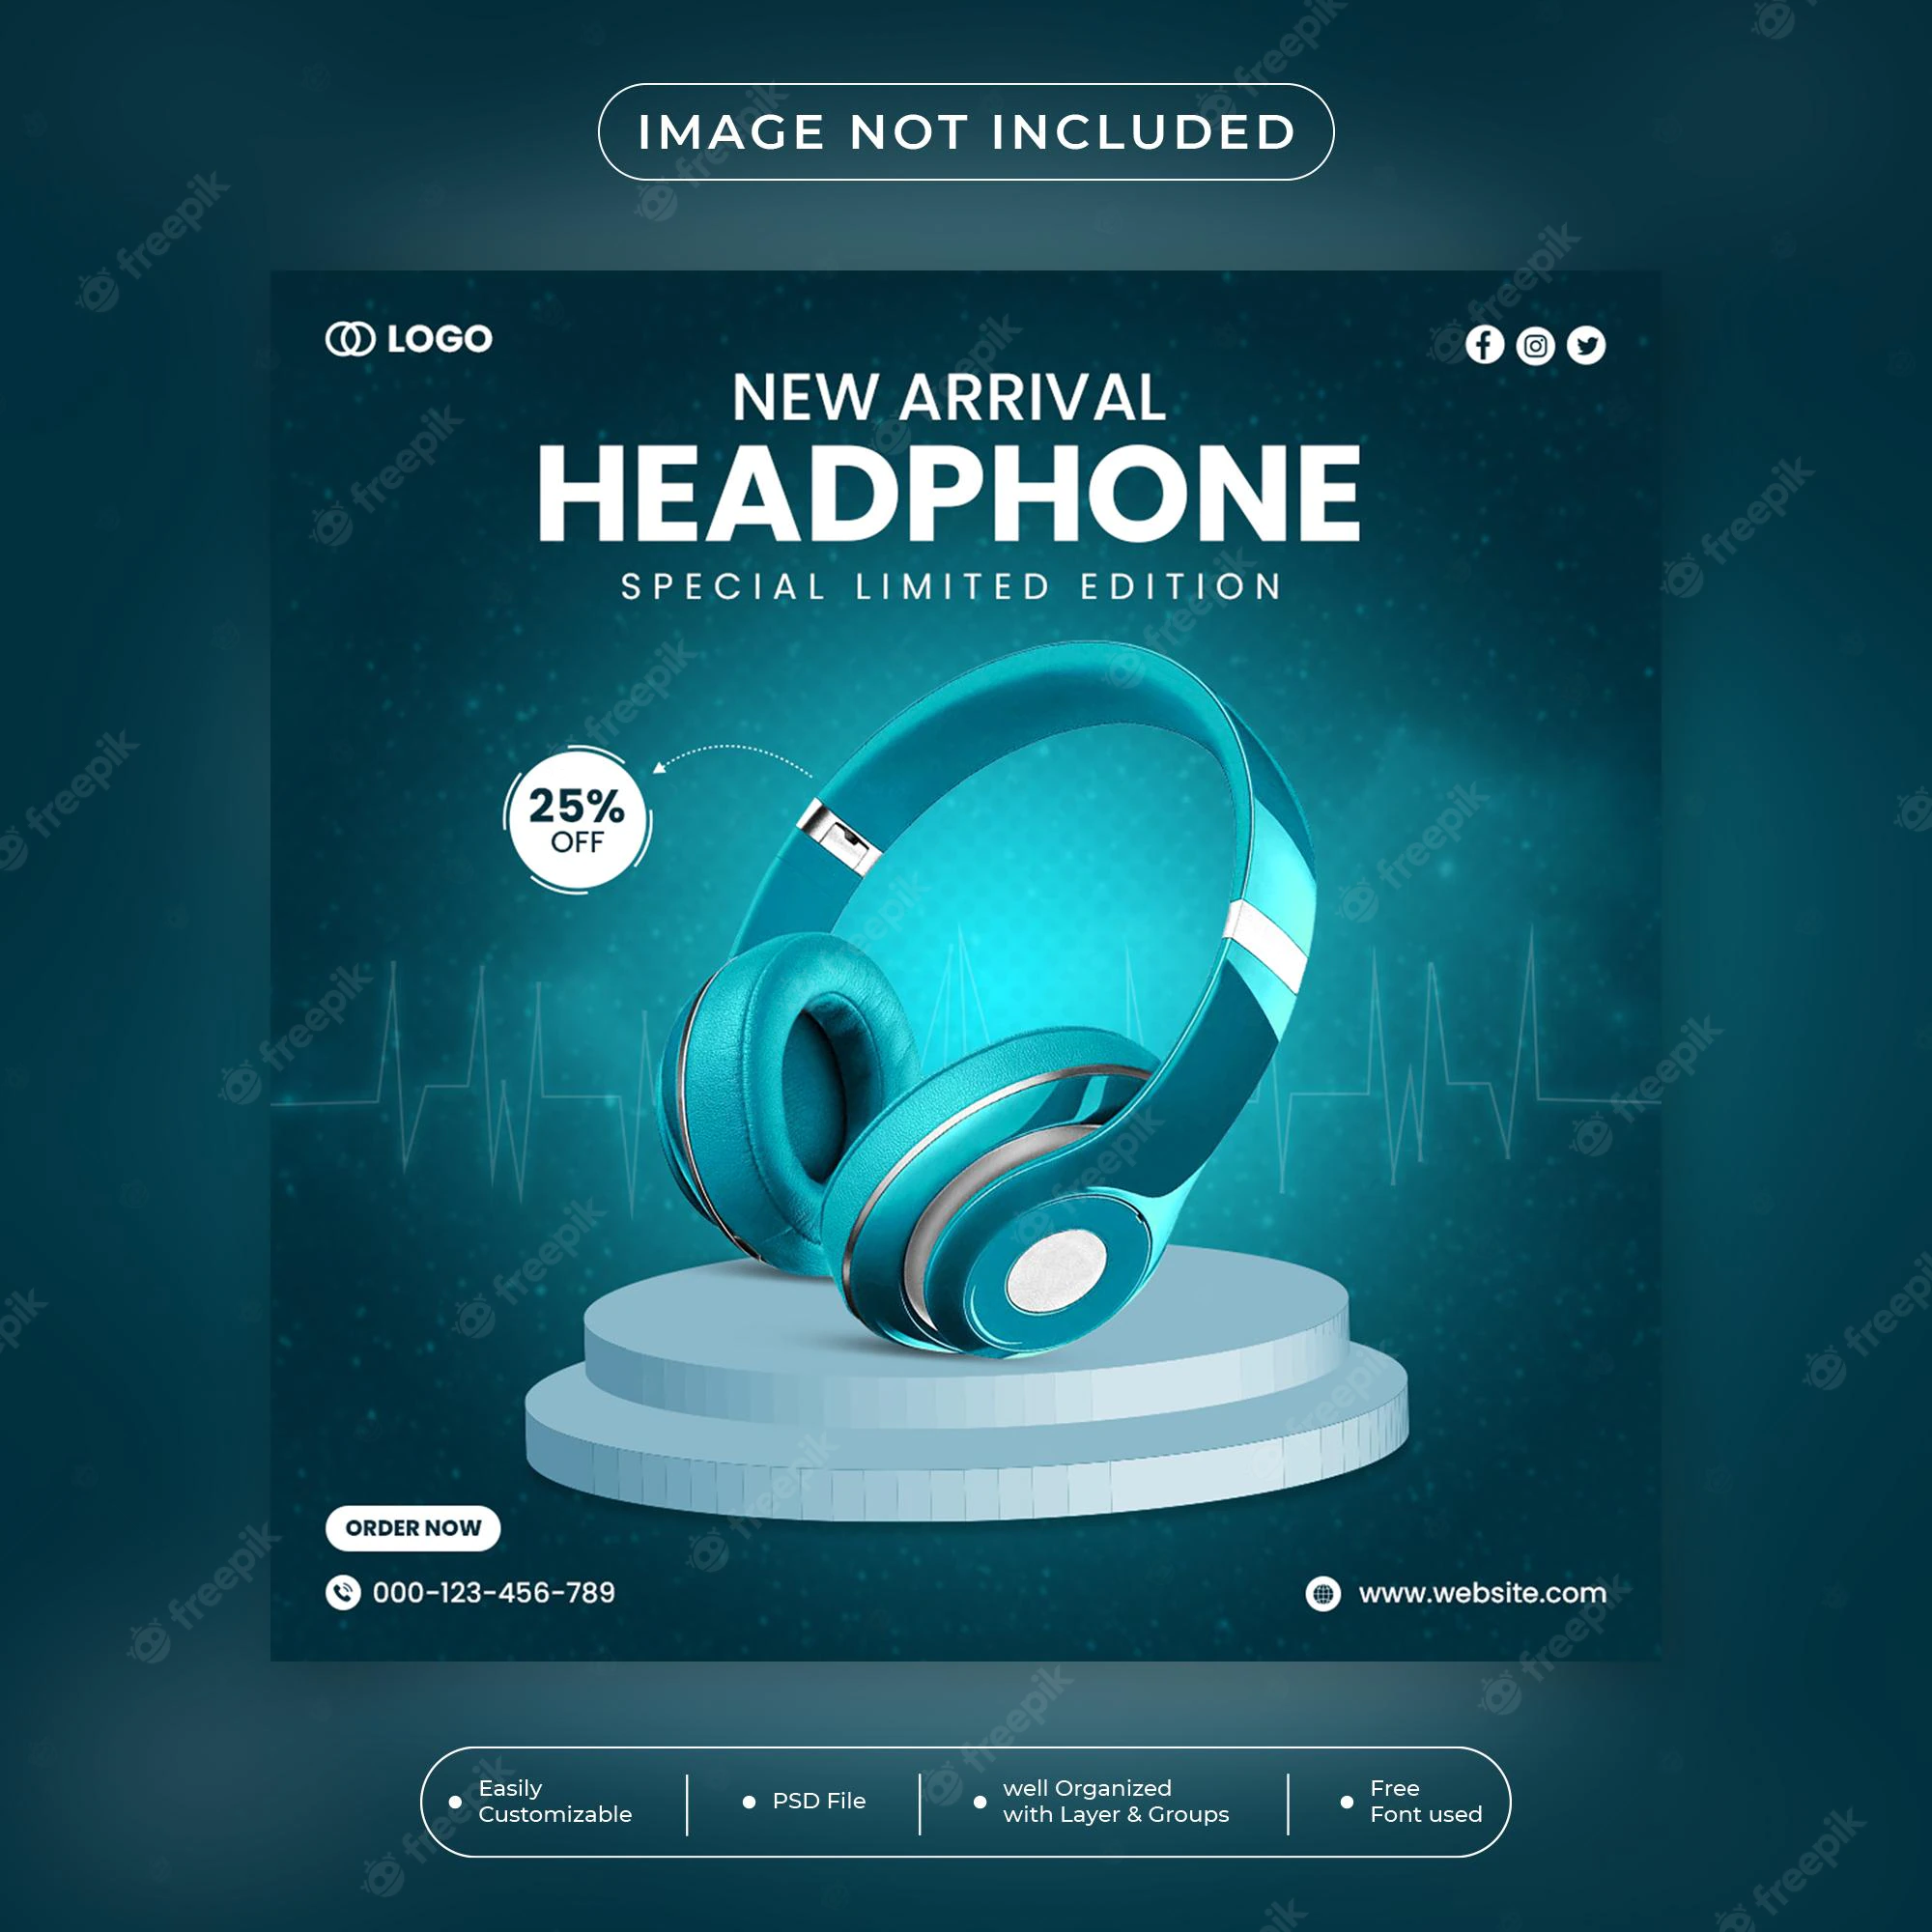 IMAGE NOT INCLUDED
LOGO
NEW ARRIVAL
HEADPHONE
SPECIAL LIMITED EDITION
25%
OFF
ORDER NOW
000-123-456-789
www.website.com
Easily
Customizable
PSD File
well Organized
with Layer & Groups
Free
Font used
freepik